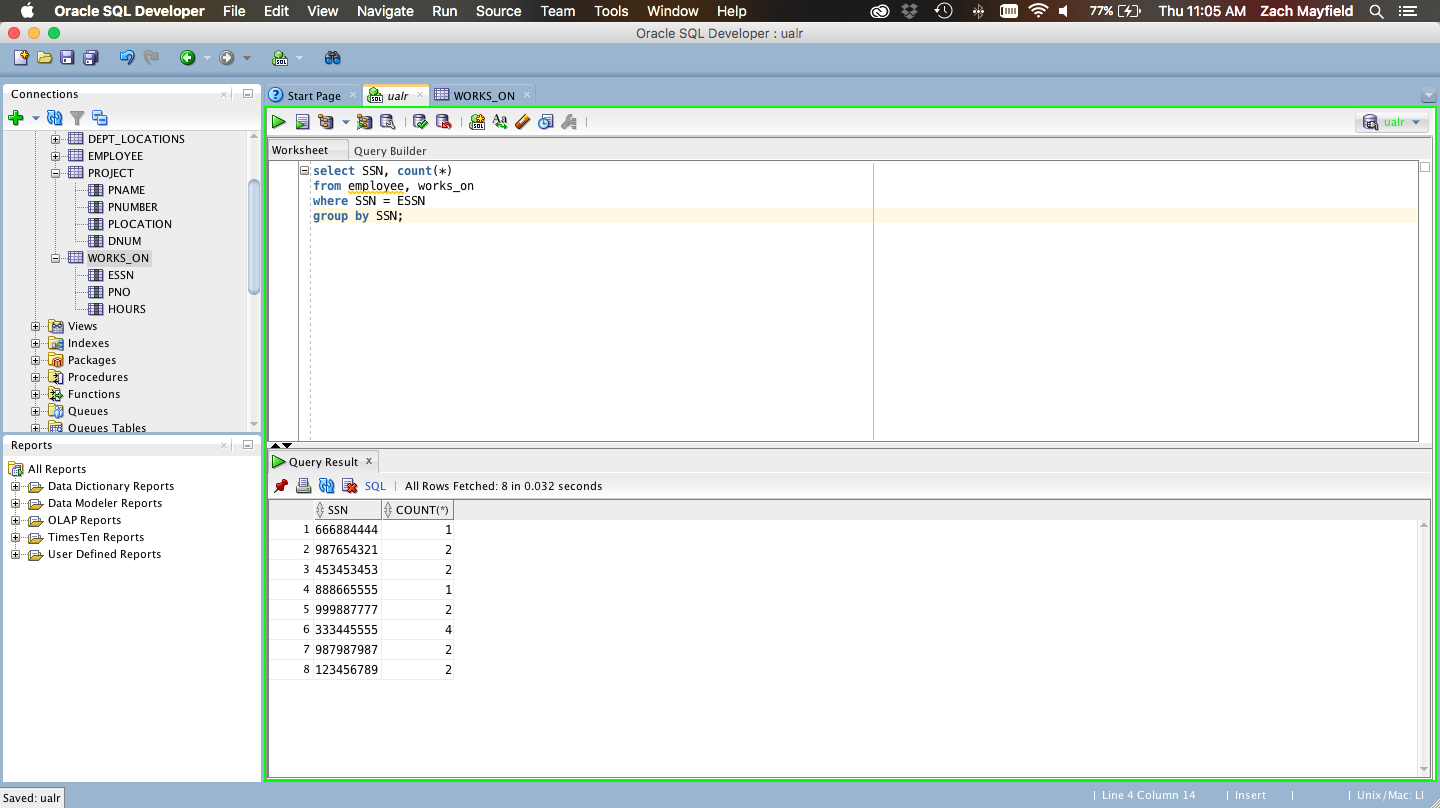 Oracle SQL Developer File Edit View Navigate Run Source Team Tools Window Help 77% Thu 11:05 AM Zach Mayfield
Oracle SQL Developer : ualr
Connections
DEPT_LOCATIONS
EMPLOYEE
PROJECT
PNAME
PNUMBER
PLOCATION
DNUM
WORKS_ON
ESSN
PNO
HOURS
Views
Indexes
Packages
Procedures
Functions
Queues
Queues Tables
Reports
All Reports
Data Dictionary Reports
Data Modeler Reports
OLAP Reports
TimesTen Reports
User Defined Reports
Start Page ualr WORKS_ON
ualr
Worksheet Query Builder
select SSN, count(*)
from employee, works_on
where SSN = ESSN
group by SSN;
Query Result x
SQL | All Rows Fetched: 8 in 0.032 seconds
SSN COUNT(*)
1 666884444 1
2 987654321 2
3 453453453 2
4 888665555 1
5 999887777 2
6 333445555 4
7 987987987 2
8 123456789 2
Saved: ualr
| Line 4 Column 14 | Insert | | Unix/Mac: LI